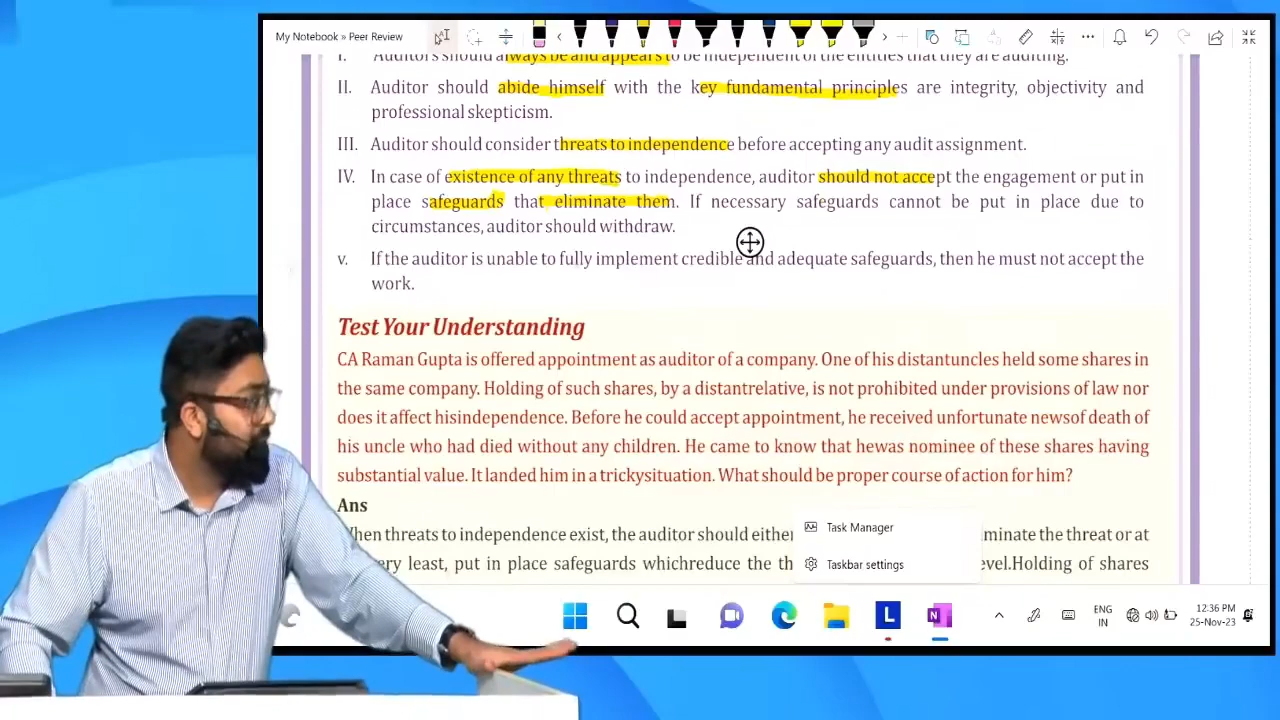 My Notebook » Peer Review
I. Auditors should always be and appears to be independent of the entities that they are auditing.
II. Auditor should abide himself with the key fundamental principles are integrity, objectivity and
professional skepticism.
III. Auditor should consider threats to independence before accepting any audit assignment.
IV. In case of existence of any threats to independence, auditor should not accept the engagement or put in
place safeguards that eliminate them. If necessary safeguards cannot be put in place due to
circumstances, auditor should withdraw.
v. If the auditor is unable to fully implement credible and adequate safeguards, then he must not accept the
work.
Test Your Understanding
CA Raman Gupta is offered appointment as auditor of a company. One of his distantuncles held some shares in
the same company. Holding of such shares, by a distantrelative, is not prohibited under provisions of law nor
does it affect hisindependence. Before he could accept appointment, he received unfortunate newsof death of
his uncle who had died without any children. He came to know that hewas nominee of these shares having
substantial value. It landed him in a trickysituation. What should be proper course of action for him?
Ans
When threats to independence exist, the auditor should either minate the threat or at
ery least, put in place safeguards whichreduce the th evel.Holding of shares
Task Manager
Taskbar settings
ENG
IN
12:36 PM
25-Nov-23